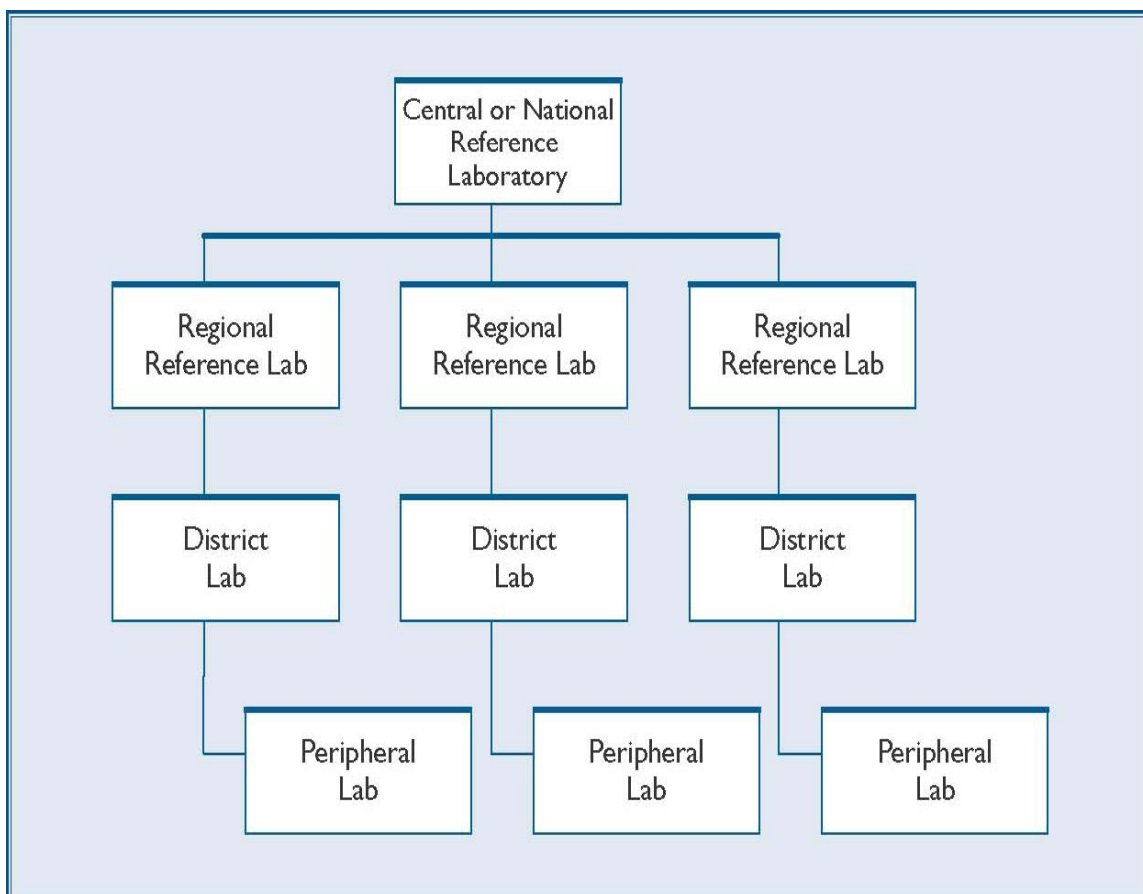 Central or National
Reference
Laboratory
Regional
Reference Lab
Regional
Reference Lab
Regional
Reference Lab
District
Lab
District
Lab
District
Lab
Peripheral
Lab
Peripheral
Lab
Peripheral
Lab